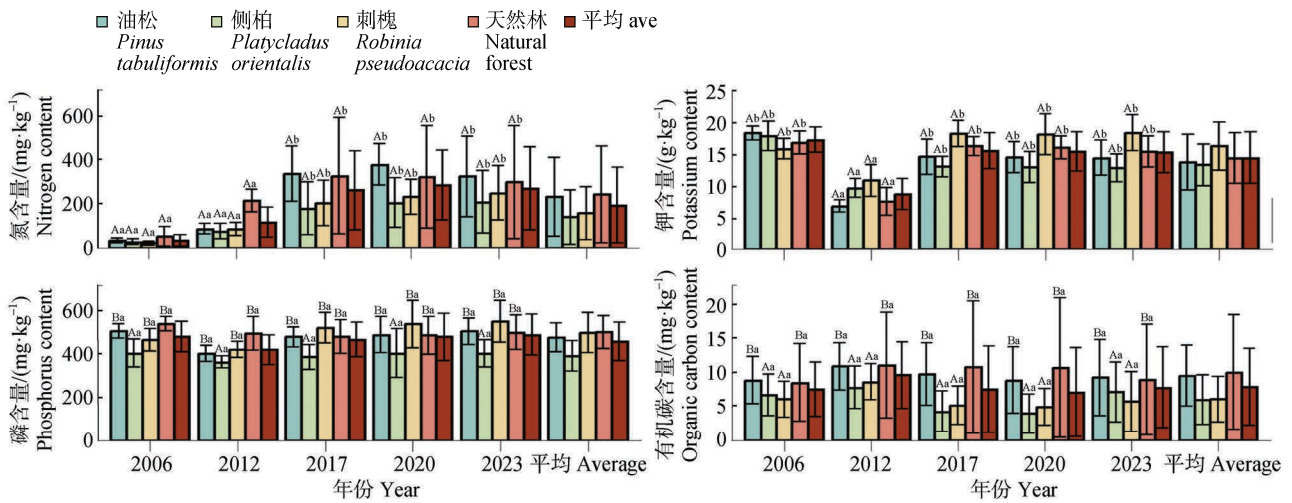 油松 侧柏 刺槐 天然林 平均 ave
Pinus Platycladus Robinia Natural
tabuliformis orientalis pseudoacacia forest
氮含量/(mg·kg⁻¹)
Nitrogen content
600
400
200
0
Aa Aa Aa Aa
Aa Aa Aa Aa
Ab Ab Ab Ab
Ab Ab Ab Ab
Ab Ab Ab Ab
钾含量/(g·kg⁻¹)
Potassium content
25
20
15
10
5
0
Ab Ab Ab Ab
Aa Aa Aa Aa
Ab Ab Ab Ab
Ab Ab Ab Ab
Ab Ab Ab Ab
磷含量/(mg·kg⁻¹)
Phosphorus content
600
400
200
0
Ba Aa Ba Ba
Ba Aa Ba Ba
Ba Aa Ba Ba
Ba Aa Ba Ba
Ba Aa Ba Ba
2006 2012 2017 2020 2023 平均 Average
年份 Year
有机碳含量/(mg·kg⁻¹)
Organic carbon content
20
15
10
5
0
Ba Aa Aa Ba
Ba Aa Aa Ba
Ba Aa Aa Ba
Ba Aa Aa Ba
Ba Aa Aa Ba
2006 2012 2017 2020 2023 平均 Average
年份 Year